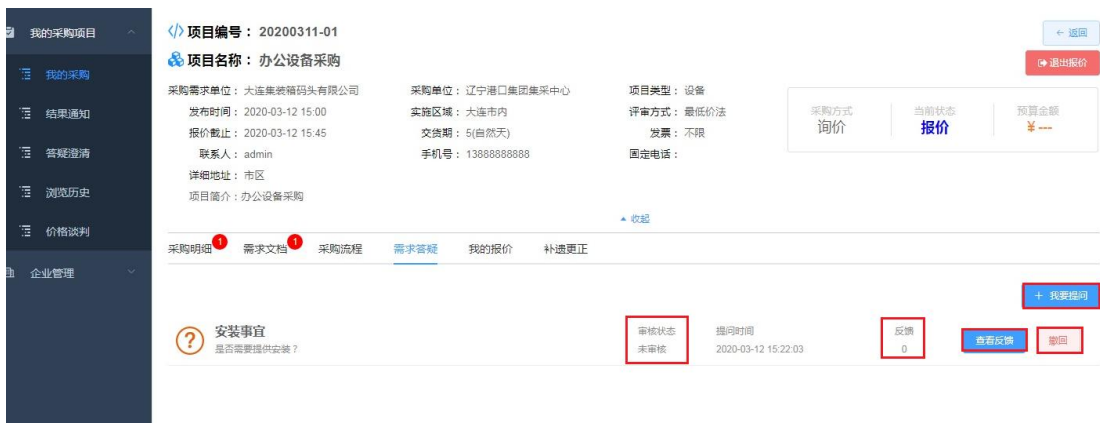 我的采购项目
我的采购
结果通知
答疑澄清
浏览历史
价格谈判
企业管理
</> 项目编号： 20200311-01
← 返回
项目名称： 办公设备采购
退出报价
采购需求单位： 大连集装箱码头有限公司 采购单位： 辽宁港口集团集采中心 项目类型： 设备
发布时间： 2020-03-12 15:00 实施区域： 大连市内 评审方式： 最低价法
报价截止： 2020-03-12 15:45 交货期： 5(自然天) 发票： 不限
联系人： admin 手机号： 13888888888 固定电话：
详细地址： 市区
项目简介：办公设备采购
采购方式 当前状态 预算金额
询价 报价 ¥ ---
收起
采购明细 1 需求文档 1 采购流程 需求答疑 我的报价 补遗更正
+ 我要提问
安装事宜 审核状态 提问时间 反馈
是否需要提供安装？ 未审核 2020-03-12 15:22:03 0 查看反馈 撤回